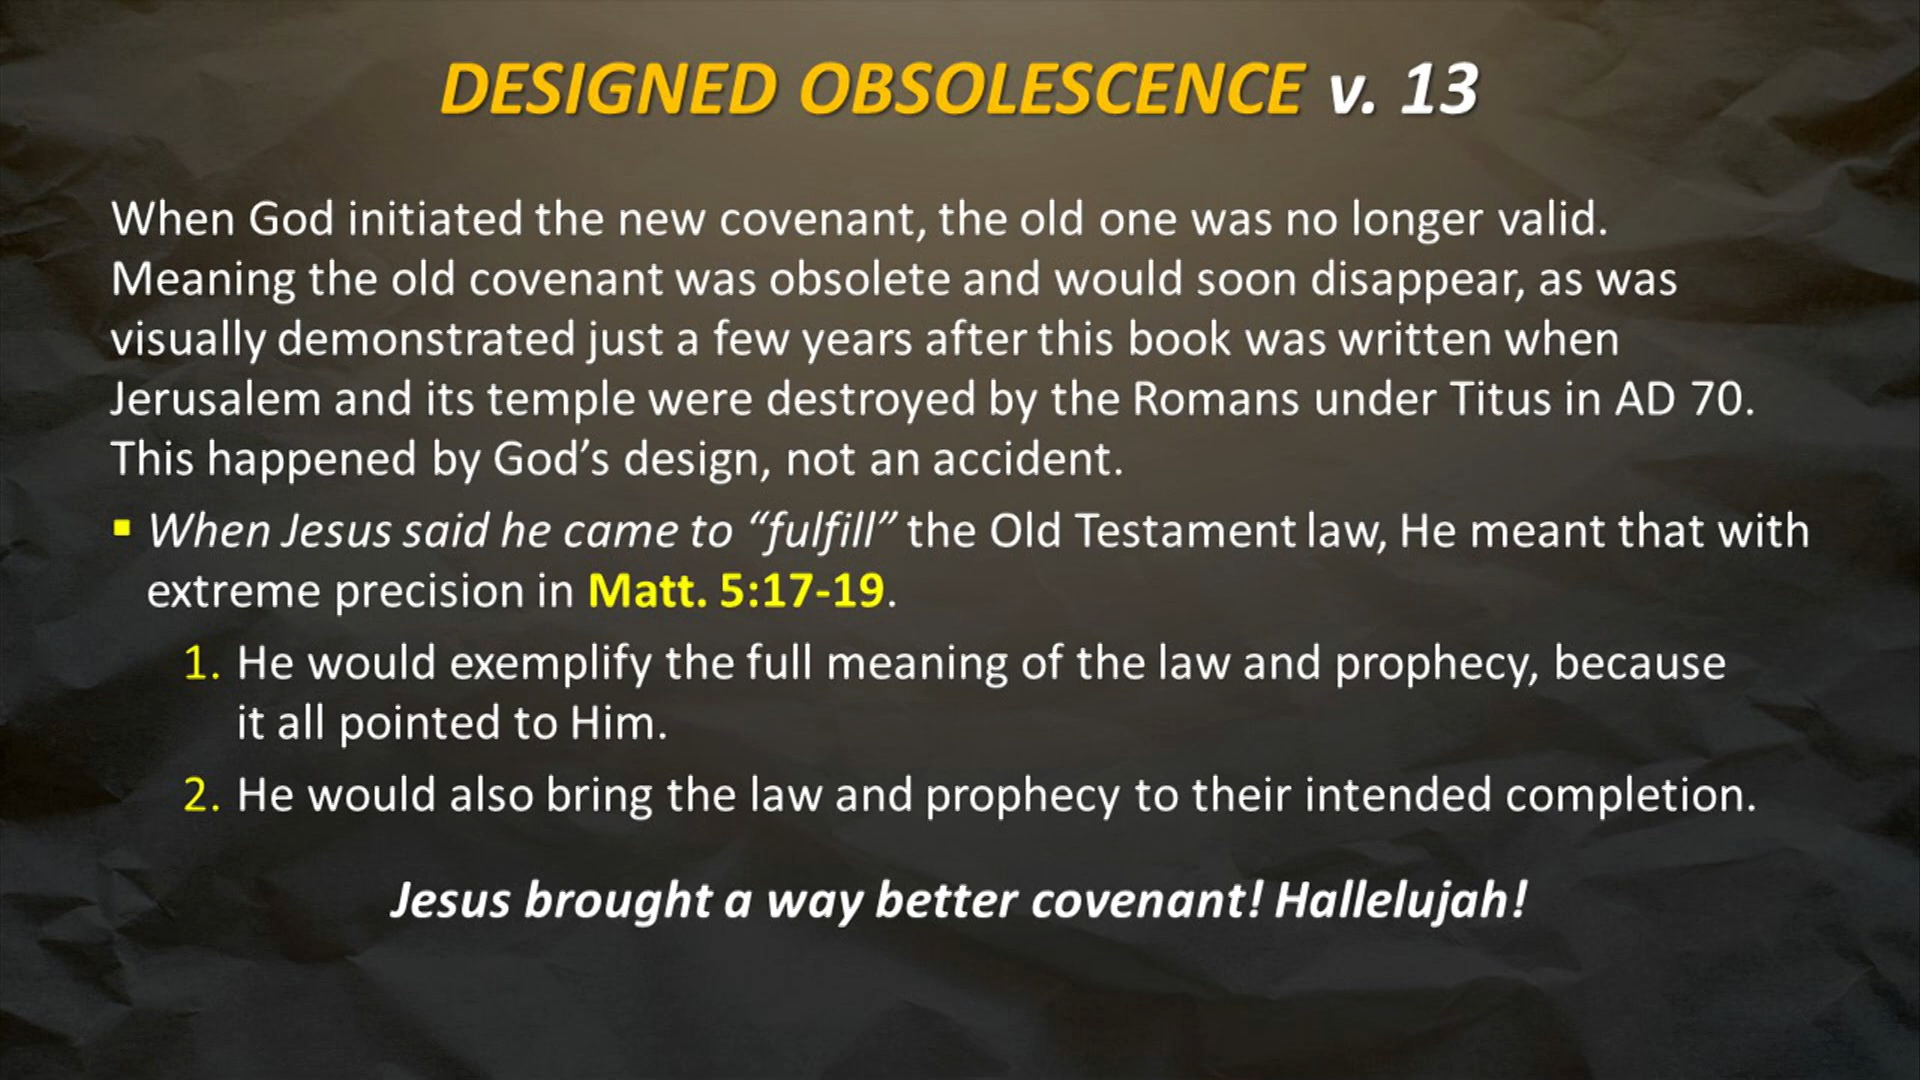 DESIGNED OBSOLESCENCE v. 13
When God initiated the new covenant, the old one was no longer valid.
Meaning the old covenant was obsolete and would soon disappear, as was
visually demonstrated just a few years after this book was written when
Jerusalem and its temple were destroyed by the Romans under Titus in AD 70.
This happened by God’s design, not an accident.
▪ When Jesus said he came to “fulfill” the Old Testament law, He meant that with
extreme precision in Matt. 5:17-19.
1. He would exemplify the full meaning of the law and prophecy, because
it all pointed to Him.
2. He would also bring the law and prophecy to their intended completion.
Jesus brought a way better covenant! Hallelujah!